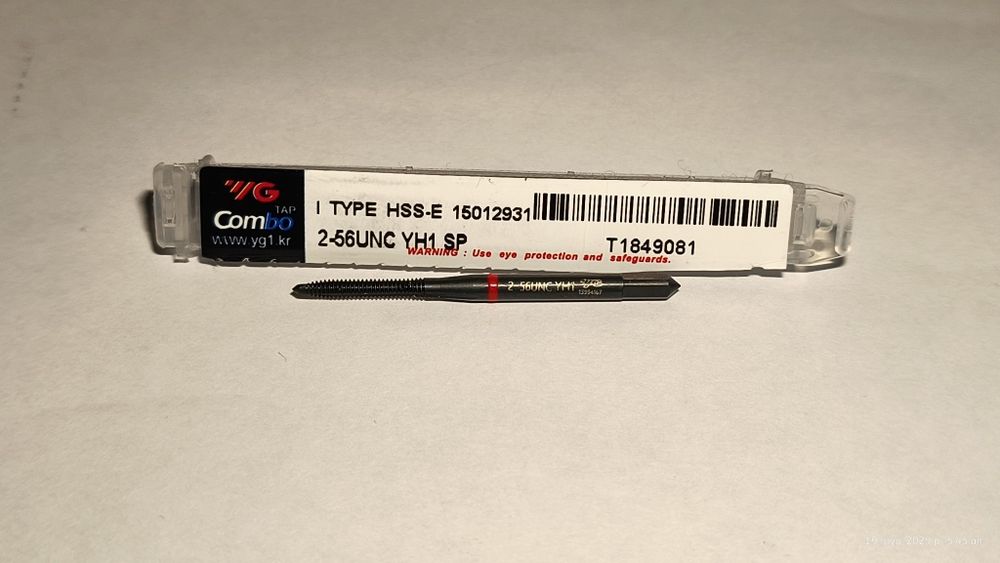 YG
TAP
Combo
www.yg1.kr
I TYPE HSS-E 15012931
2-56UNC YH1 SP T1849081
WARNING : Use eye protection and safeguards.
2-56UNC YH1 YG